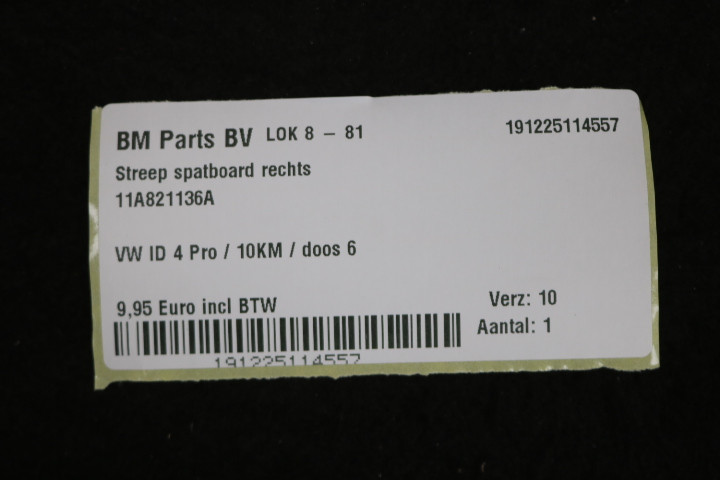 BM Parts BV LOK 8 – 81 191225114557
Streep spatboard rechts
11A821136A
VW ID 4 Pro / 10KM / doos 6
9,95 Euro incl BTW Verz: 10
Aantal: 1
191225114557